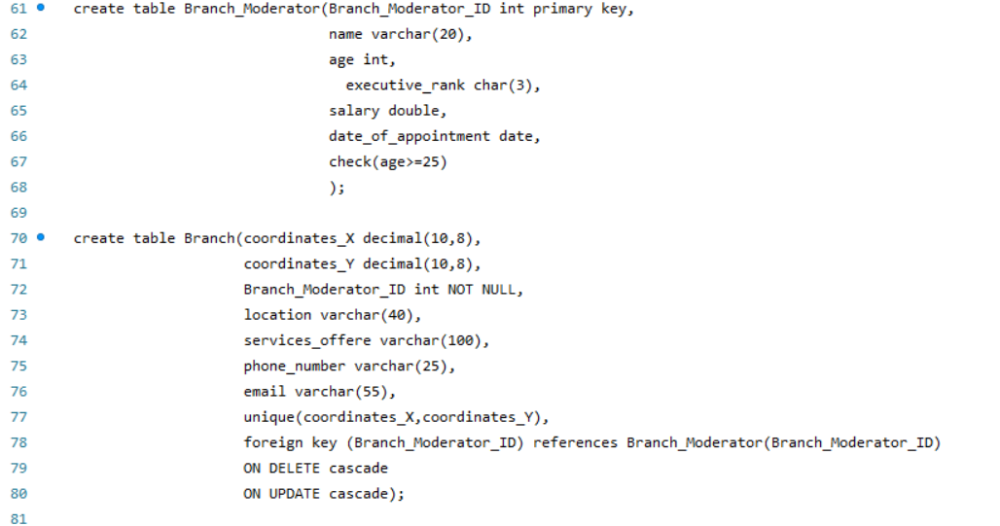 61 create table Branch_Moderator(Branch_Moderator_ID int primary key,
62 name varchar(20),
63 age int,
64 executive_rank char(3),
65 salary double,
66 date_of_appointment date,
67 check(age>=25)
68 );
69
70 create table Branch(coordinates_X decimal(10,8),
71 coordinates_Y decimal(10,8),
72 Branch_Moderator_ID int NOT NULL,
73 location varchar(40),
74 services_offere varchar(100),
75 phone_number varchar(25),
76 email varchar(55),
77 unique(coordinates_X,coordinates_Y),
78 foreign key (Branch_Moderator_ID) references Branch_Moderator(Branch_Moderator_ID)
79 ON DELETE cascade
80 ON UPDATE cascade);
81